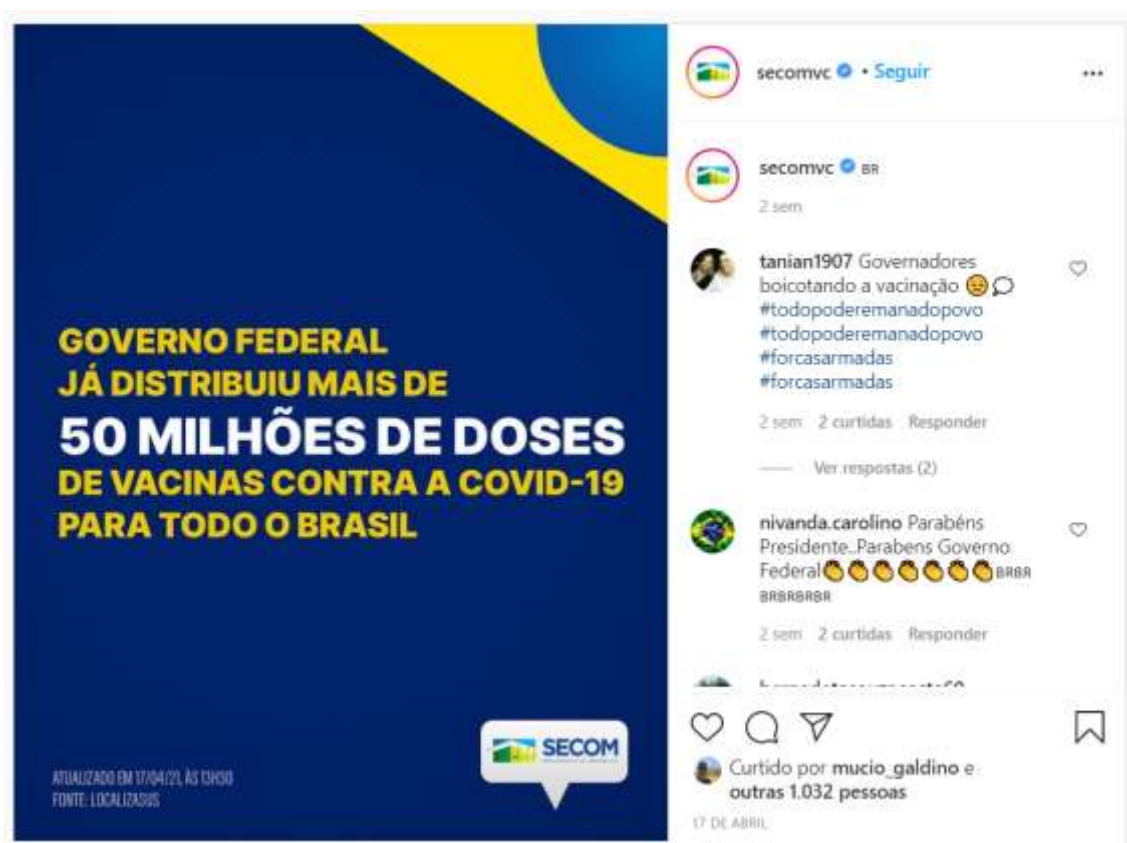 GOVERNO FEDERAL
JÁ DISTRIBUIU MAIS DE
50 MILHÕES DE DOSES
DE VACINAS CONTRA A COVID-19
PARA TODO O BRASIL
SECOM
ATUALIZADO EM 17/04/21, ÀS 13H30
FONTE: LOCALIZASUS
secomvc • Seguir
secomvc BR
2 sem
tanian1907 Governadores
boicotando a vacinação
#todopoderemanadopovo
#todopoderemanadopovo
#forcasarmadas
#forcasarmadas
2 sem 2 curtidas Responder
Ver respostas (2)
nivanda.carolino Parabéns
Presidente..Parabens Governo
Federal BRBR
BRBRBRBR
2 sem 2 curtidas Responder
Curtido por mucio_galdino e
outras 1.032 pessoas
17 DE ABRIL